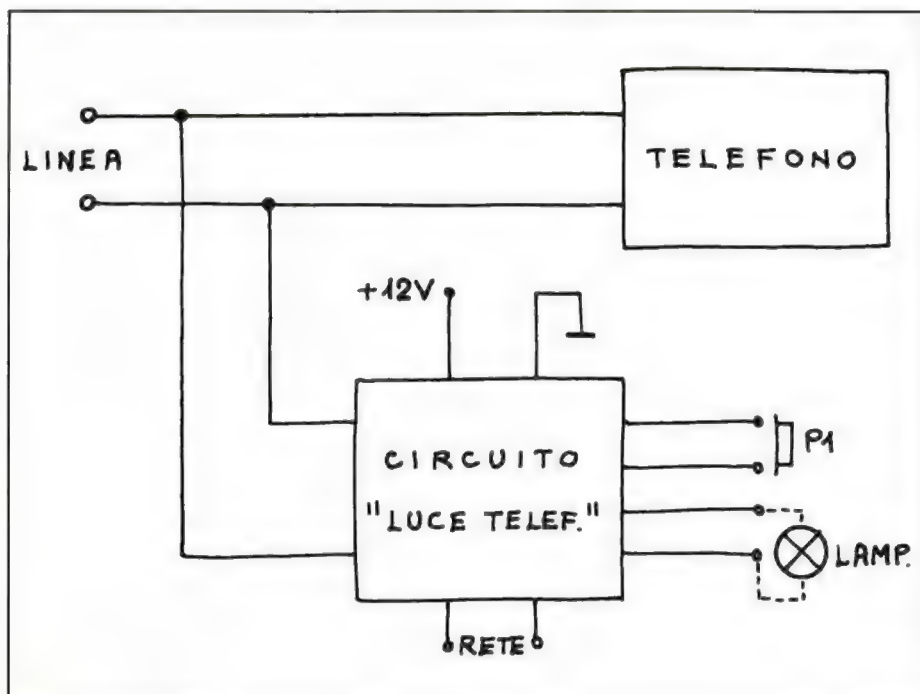 LINEA
TELEFONO
+12V
CIRCUITO
"LUCE TELEF."
P1
LAMP.
RETE